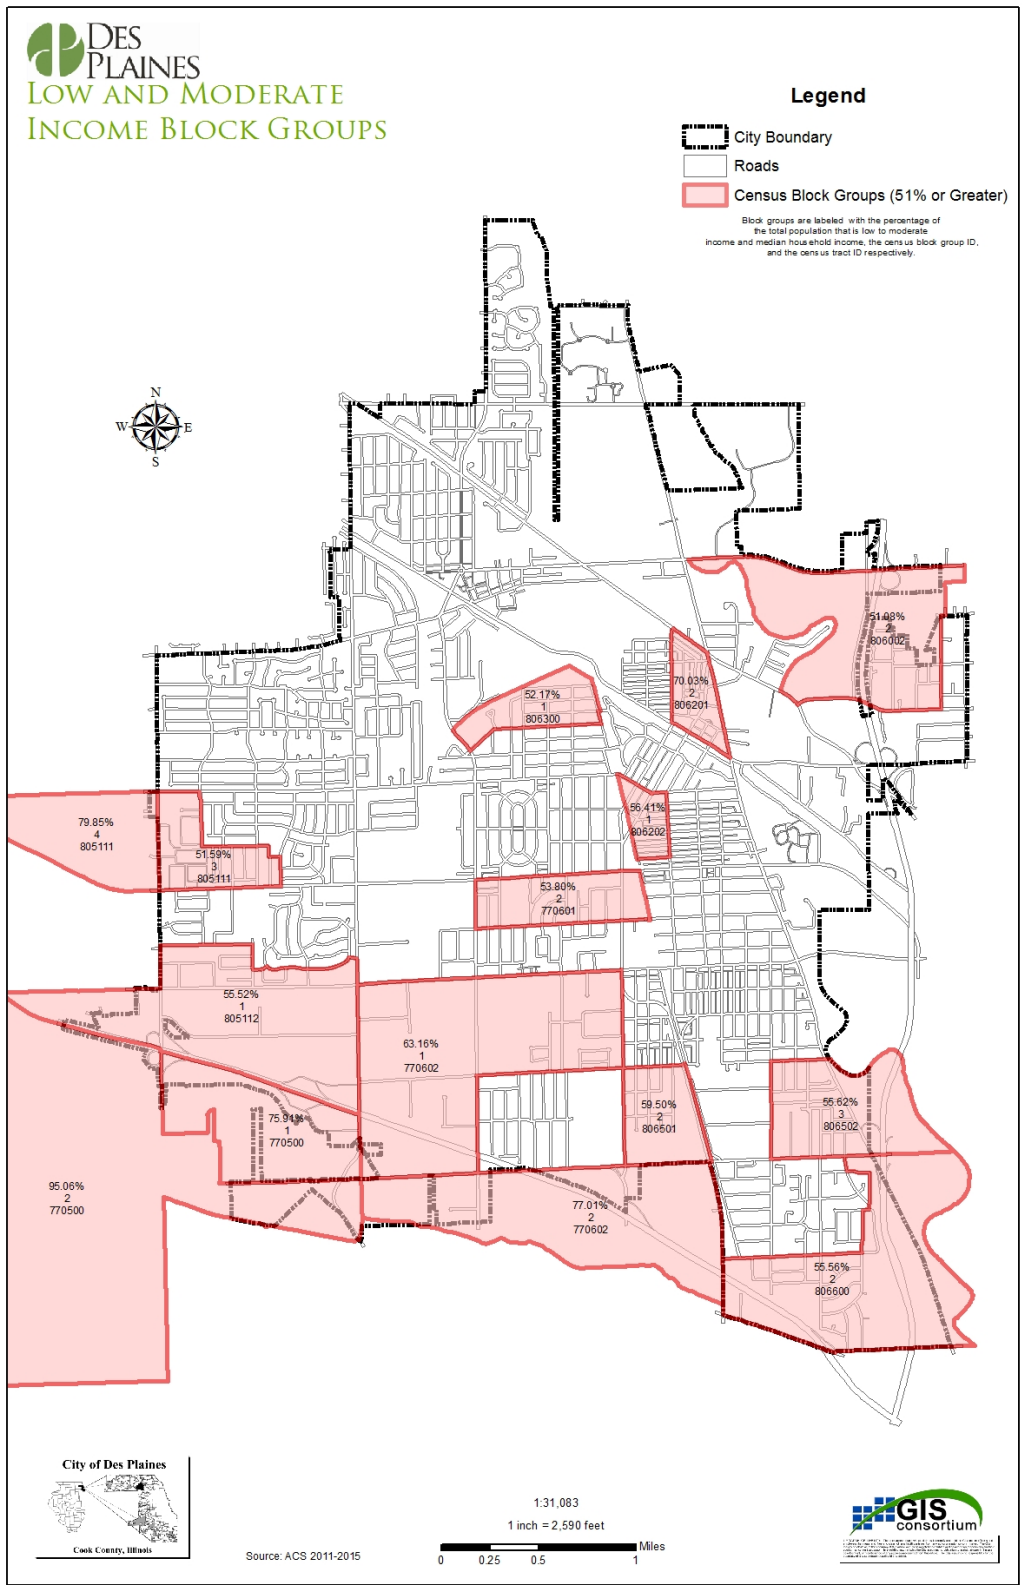 DES
PLAINES
LOW AND MODERATE
INCOME BLOCK GROUPS
Legend
City Boundary
Roads
Census Block Groups (51% or Greater)
Block groups are labeled with the percentage of
the total population that is low to moderate
income and median household income, the census block group ID,
and the census tract ID respectively.
N
W
E
S
51.08%
2
806002
70.03%
2
806201
52.17%
1
806300
56.41%
1
806202
79.85%
4
805111
51.59%
3
805111
53.80%
2
770601
55.52%
1
805112
63.16%
1
770602
59.50%
2
806501
55.62%
3
806502
75.91%
1
770500
95.06%
2
770500
77.01%
2
770602
55.56%
2
806600
City of Des Plaines
Cook County, Illinois
Source: ACS 2011-2015
1:31,083
1 inch = 2,590 feet
Miles
0
0.25
0.5
1
GIS
consortium